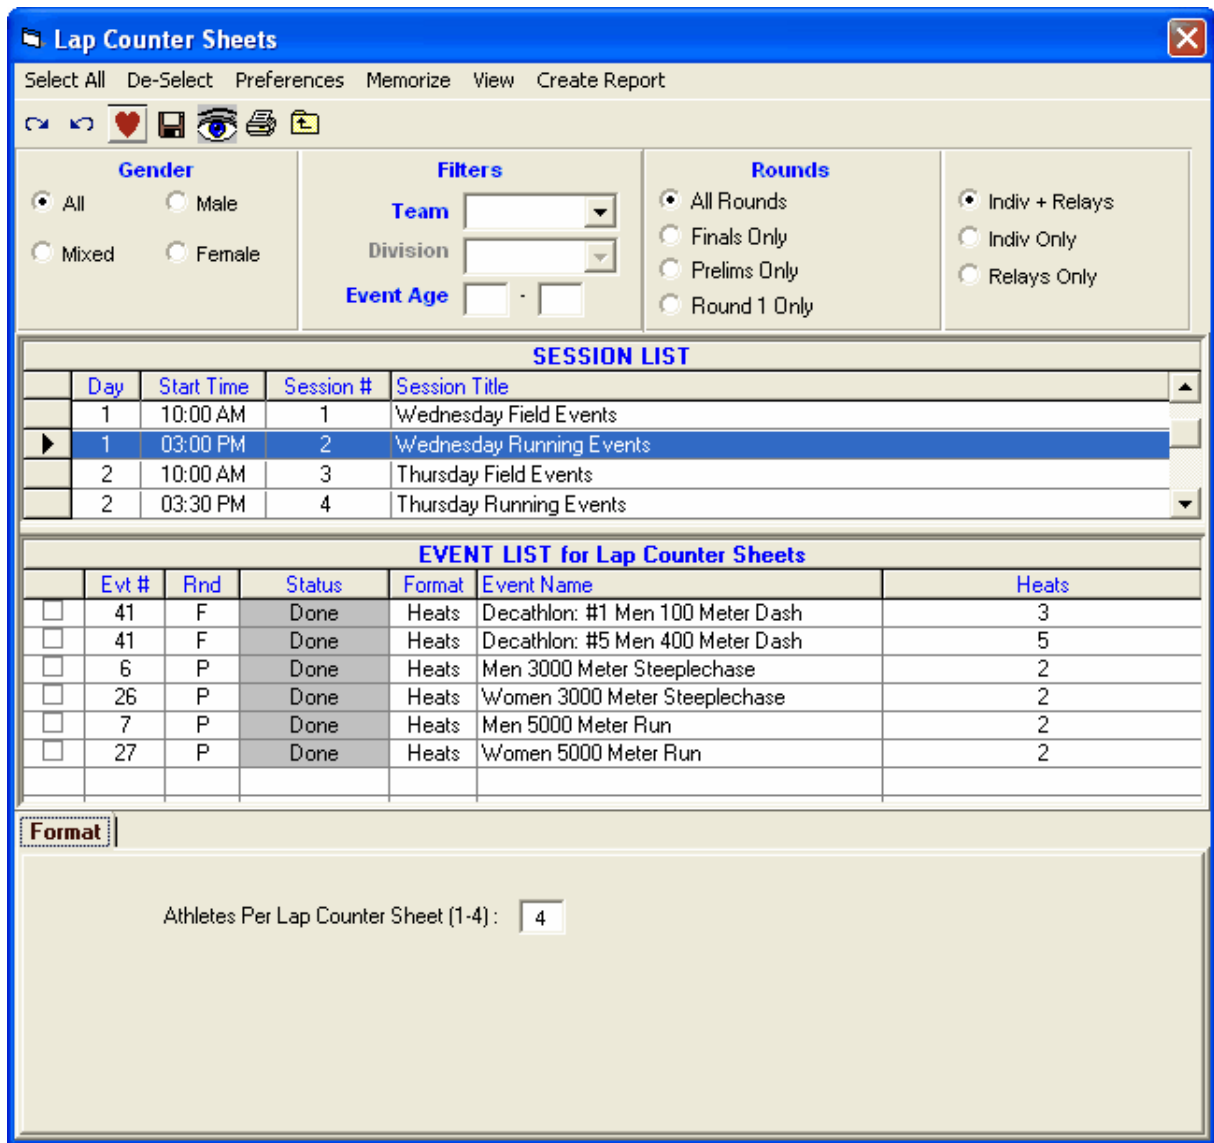 Lap Counter Sheets
Select All De-Select Preferences Memorize View Create Report
Gender Filters Rounds
All Male Team All Rounds Indiv + Relays
Mixed Female Division Finals Only Indiv Only
Event Age - Prelims Only Relays Only
Round 1 Only
SESSION LIST
Day Start Time Session # Session Title
1 10:00 AM 1 Wednesday Field Events
1 03:00 PM 2 Wednesday Running Events
2 10:00 AM 3 Thursday Field Events
2 03:30 PM 4 Thursday Running Events
EVENT LIST for Lap Counter Sheets
Evt # Rnd Status Format Event Name Heats
41 F Done Heats Decathlon: #1 Men 100 Meter Dash 3
41 F Done Heats Decathlon: #5 Men 400 Meter Dash 5
6 P Done Heats Men 3000 Meter Steeplechase 2
26 P Done Heats Women 3000 Meter Steeplechase 2
7 P Done Heats Men 5000 Meter Run 2
27 P Done Heats Women 5000 Meter Run 2
Format
Athletes Per Lap Counter Sheet (1-4) : 4